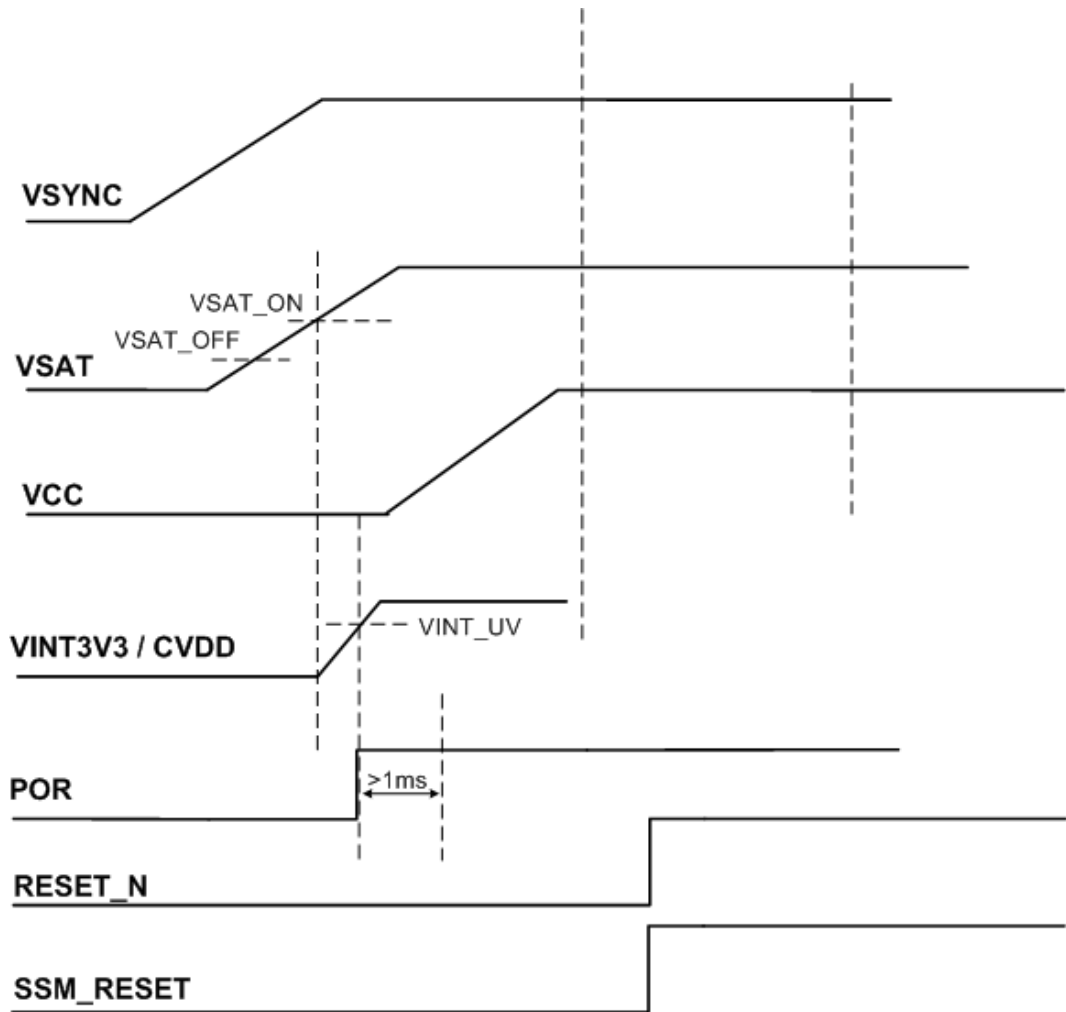 VSYNC
VSAT_ON
VSAT_OFF
VSAT
VCC
VINT_UV
VINT3V3 / CVDD
>1ms
POR
RESET_N
SSM_RESET